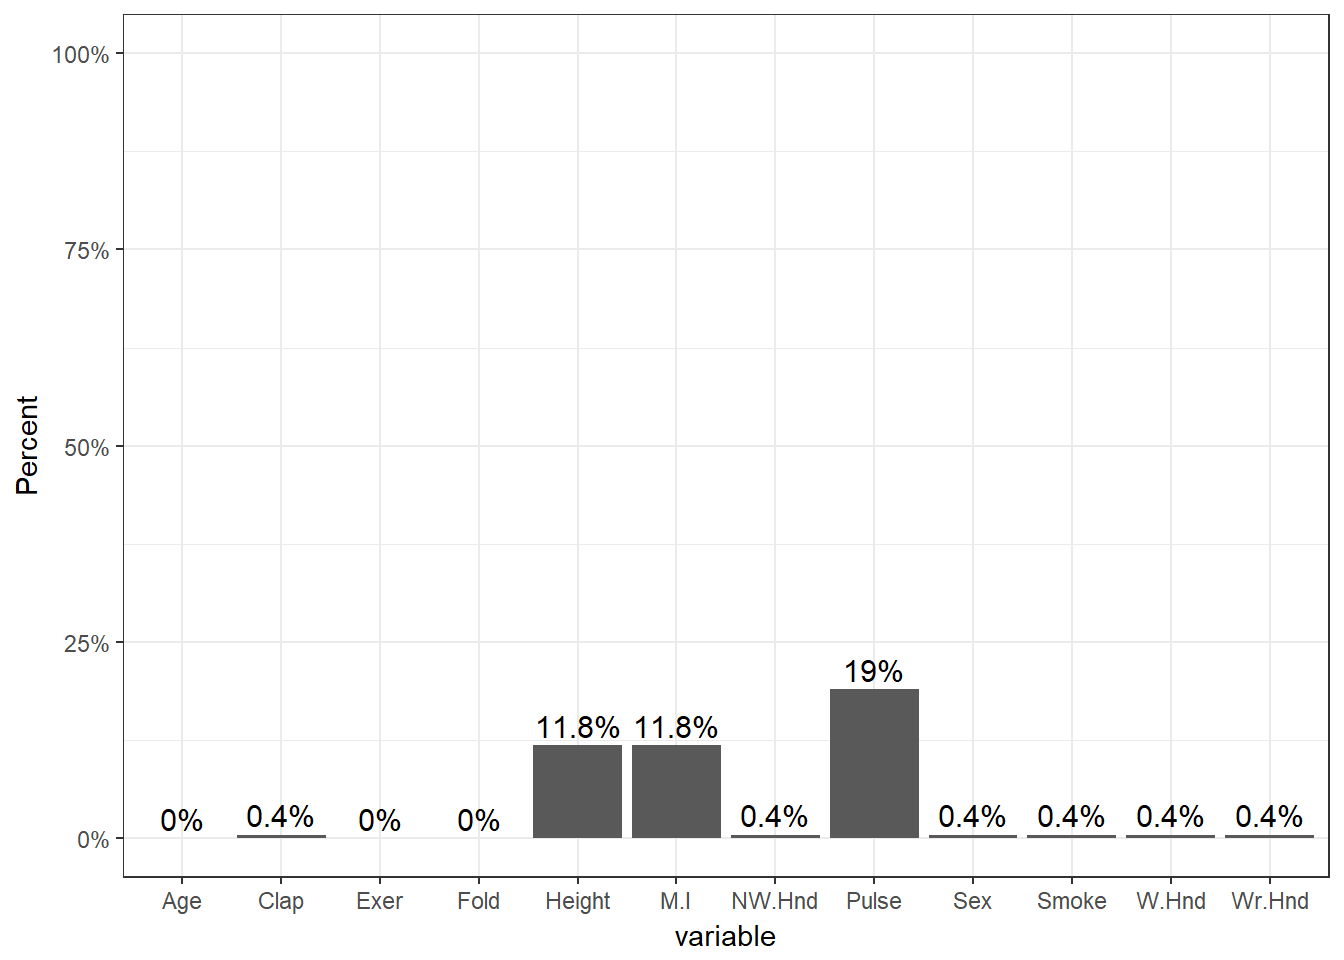 100%
75%
50%
25%
0%
Percent
0% 0.4% 0% 0% 11.8% 11.8% 0.4% 19% 0.4% 0.4% 0.4% 0.4%
Age Clap Exer Fold Height M.I NW.Hnd Pulse Sex Smoke W.Hnd Wr.Hnd
variable